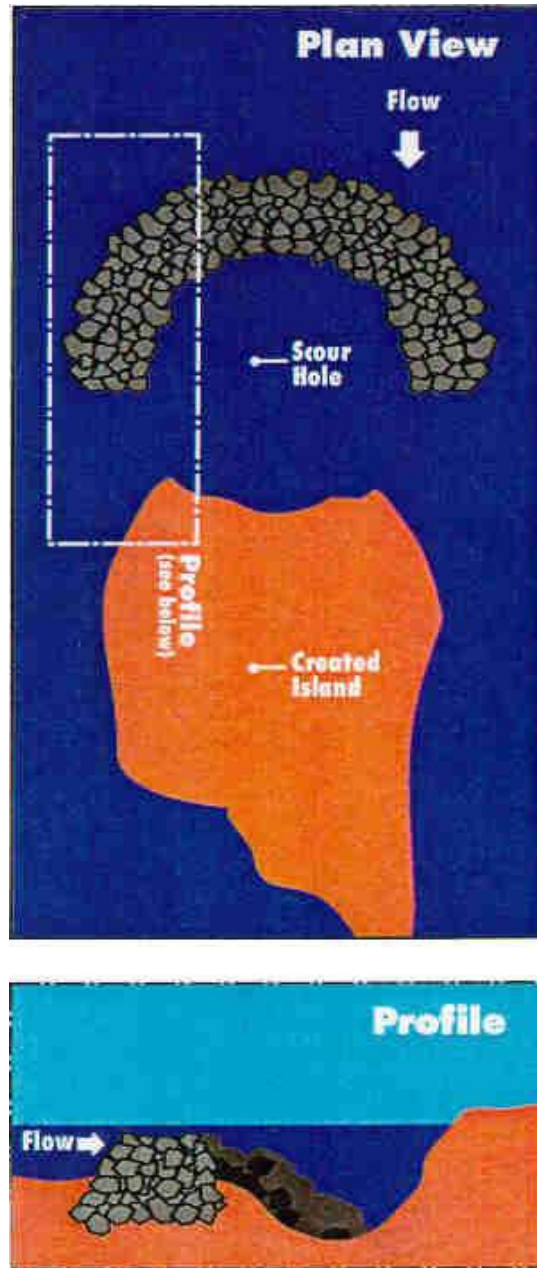 Plan View
Flow
Scour
Hole
Profile
(see below)
Created
Island
Profile
Flow